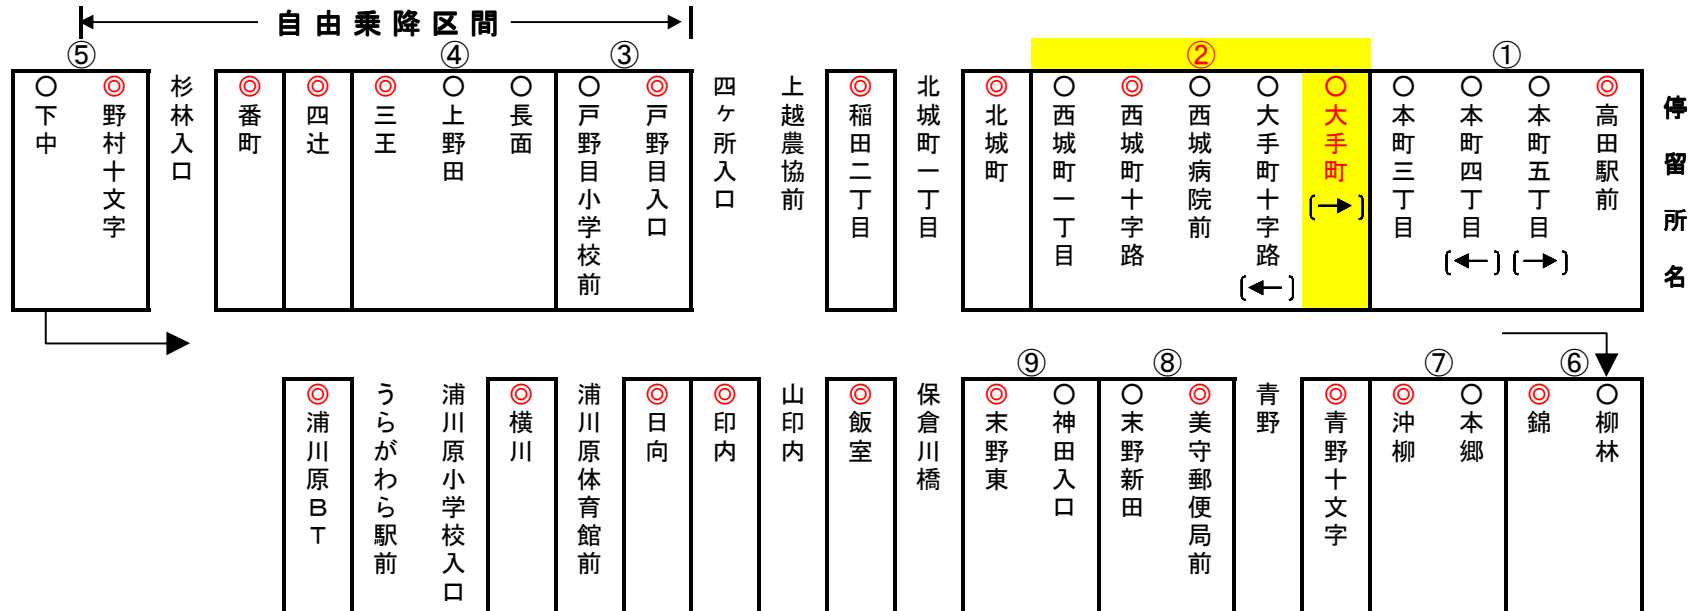 自由乗降区間
⑤
④
③
②
①
停留所名
◎高田駅前
○本町五丁目(→)
○本町四丁目(←)
○本町三丁目
○大手町(→)
○大手町十字路(←)
○西城病院前
◎西城町十字路
○西城町一丁目
◎北城町
北城町一丁目
◎稲田二丁目
上越農協前
四ケ所入口
◎戸野目入口
○戸野目小学校前
○長面
○上野田
◎三王
◎四辻
◎番町
杉林入口
◎野村十文字
○下中
⑨
⑧
⑦
⑥
○柳林
◎錦
○本郷
◎沖柳
◎青野十文字
青野
◎美守郵便局前
○末野新田
○神田入口
◎末野東
保倉川橋
◎飯室
山印内
◎印内
◎日向
浦川原体育館前
◎横川
浦川原小学校入口
うらがわら駅前
◎浦川原BT